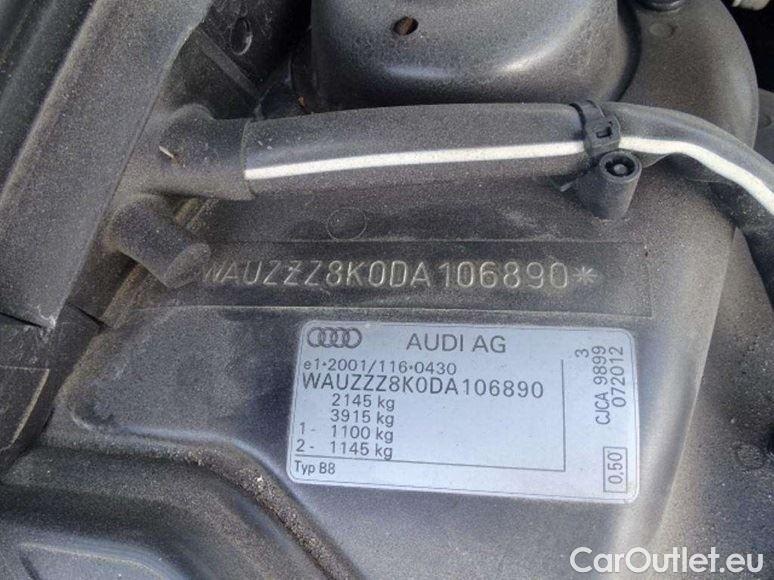 WAUZZZ8K0DA106890*
AUDI AG
e1*2001/116*0430
WAUZZZ8K0DA106890
2145 kg
3915 kg
1- 1100 kg
2- 1145 kg
Typ B8
3
CJCA 9899
072012
0,50
CarOutlet.eu